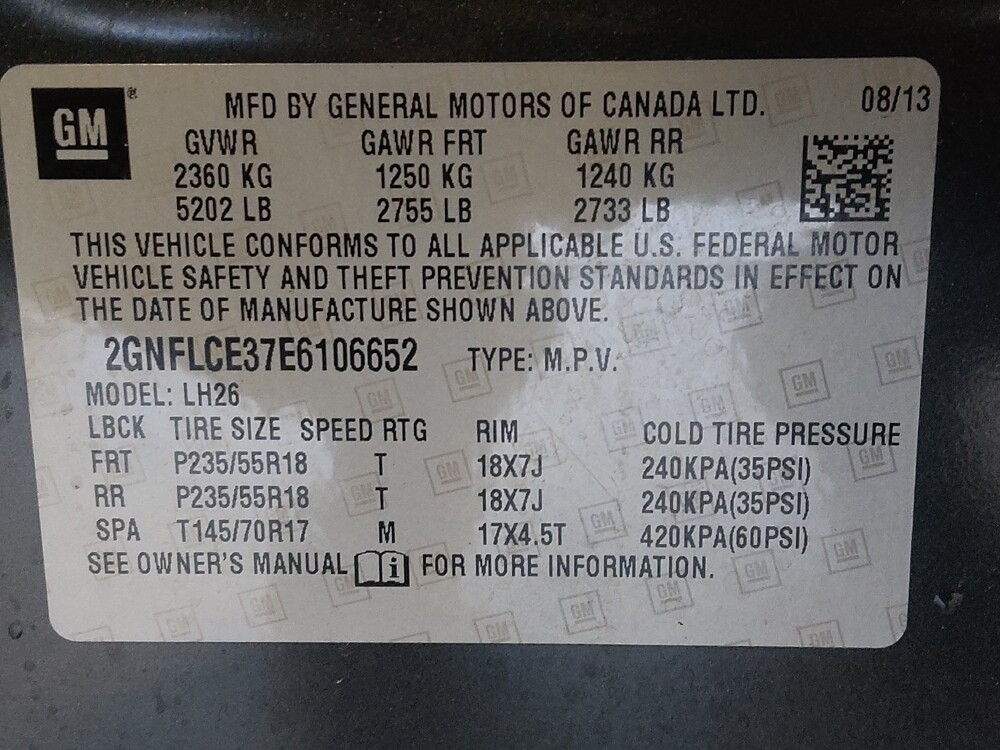 GM® MFD BY GENERAL MOTORS OF CANADA LTD. 08/13
GVWR GAWR FRT GAWR RR
2360 KG 1250 KG 1240 KG
5202 LB 2755 LB 2733 LB
THIS VEHICLE CONFORMS TO ALL APPLICABLE U.S. FEDERAL MOTOR
VEHICLE SAFETY AND THEFT PREVENTION STANDARDS IN EFFECT ON
THE DATE OF MANUFACTURE SHOWN ABOVE.
2GNFLCE37E6106652 TYPE: M.P.V.
MODEL: LH26
LBCK TIRE SIZE SPEED RTG RIM COLD TIRE PRESSURE
FRT P235/55R18 T 18X7J 240KPA(35PSI)
RR P235/55R18 T 18X7J 240KPA(35PSI)
SPA T145/70R17 M 17X4.5T 420KPA(60PSI)
SEE OWNER'S MANUAL i FOR MORE INFORMATION.